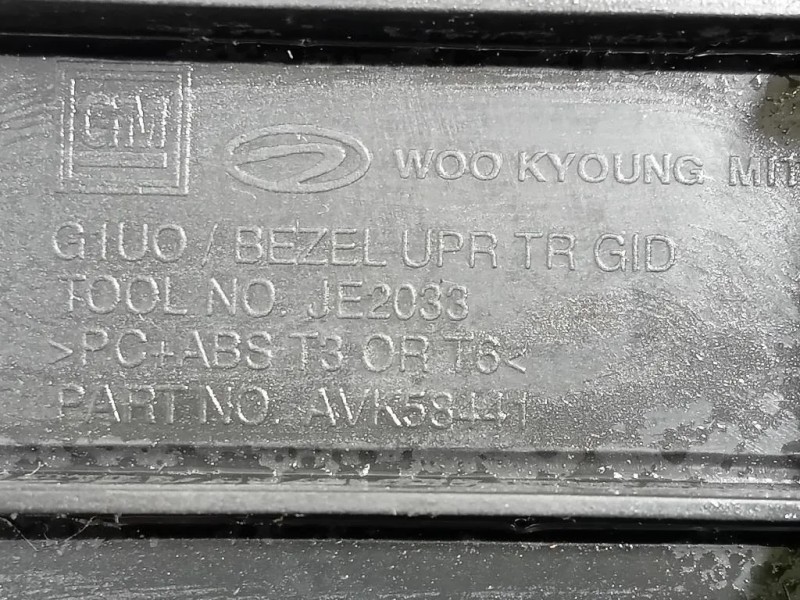 GM
WOO KYOUNG MIT
G1UO / BEZEL UPR TR GID
TOOL NO. JE2033
>PC+ABS T3 OR T6<
PART NO. AVK58441